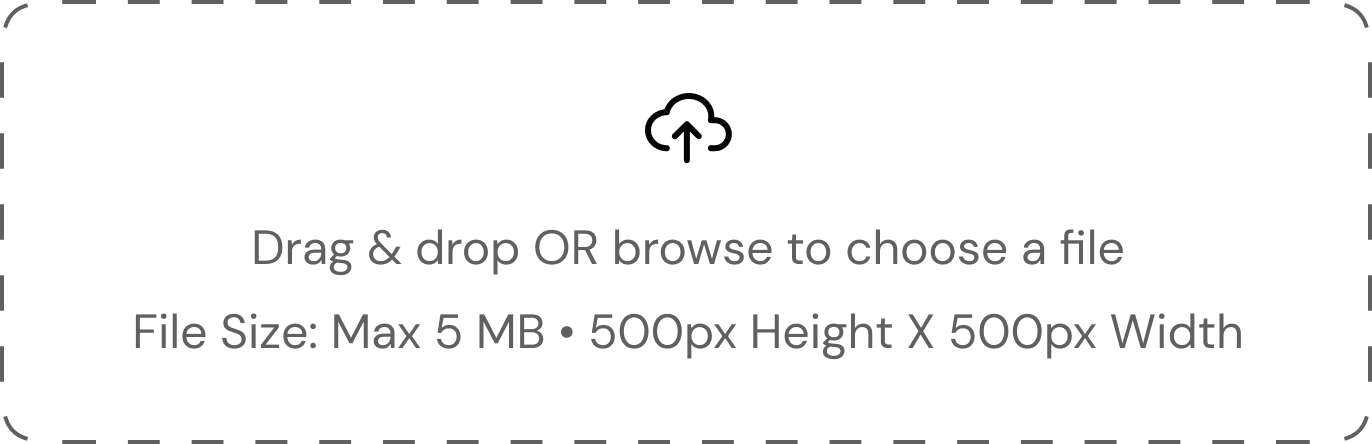 Drag & drop OR browse to choose a file
File Size: Max 5 MB • 500px Height X 500px Width